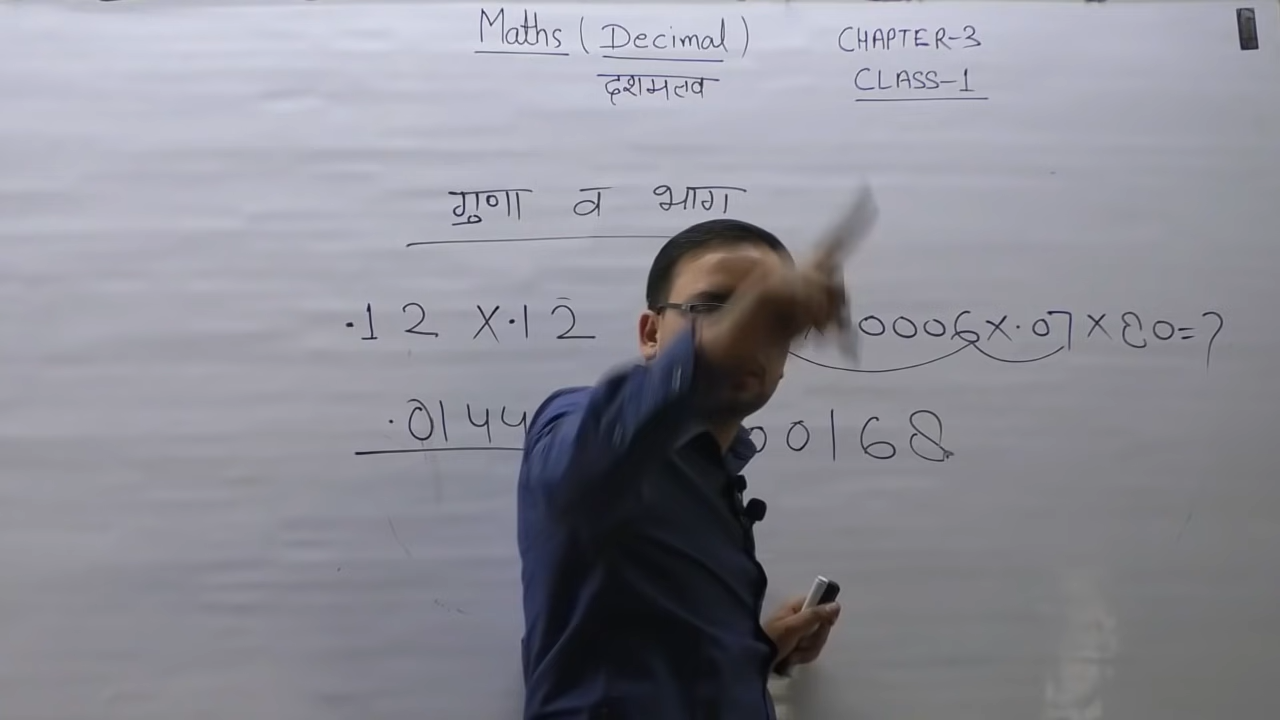 Maths (Decimal) CHAPTER-3
दशमलव CLASS-1
गुणा व भाग
.12 X .12
0006X.07X80=?
.0144
00168